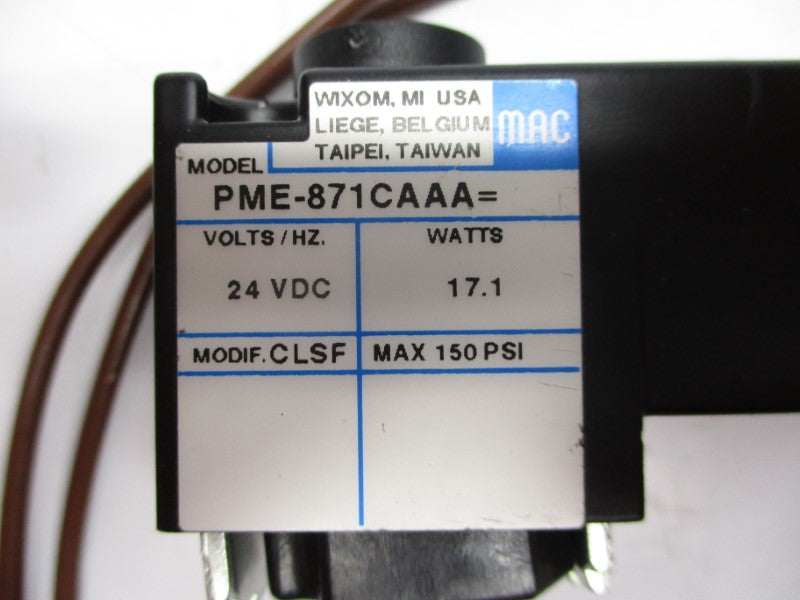 WIXOM, MI USA
LIEGE, BELGIUM
TAIPEI, TAIWAN
MAC
MODEL
PME-871CAAA=
VOLTS/HZ. WATTS
24 VDC 17.1
MODIF. CLSF MAX 150 PSI